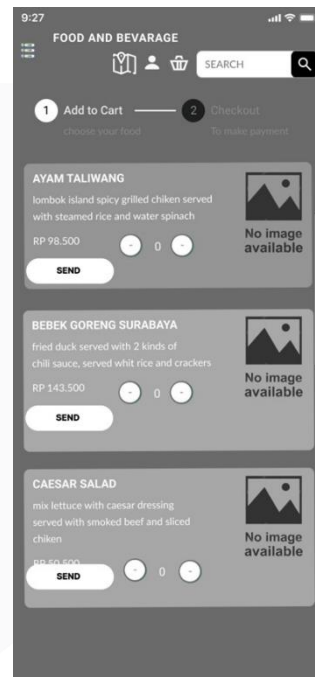 9:27
FOOD AND BEVARAGE
SEARCH
1 Add to Cart 2 Checkout
choose your food To make payment
AYAM TALIWANG
lombok island spicy grilled chiken served
with steamed rice and water spinach
RP 98.500 - 0 -
SEND
No image
available
BEBEK GORENG SURABAYA
fried duck served with 2 kinds of
chili sauce, served whit rice and crackers
RP 143.500 - 0 -
SEND
No image
available
CAESAR SALAD
mix lettuce with caesar dressing
served with smoked beef and sliced
chiken
RP 50.500 - 0 -
SEND
No image
available